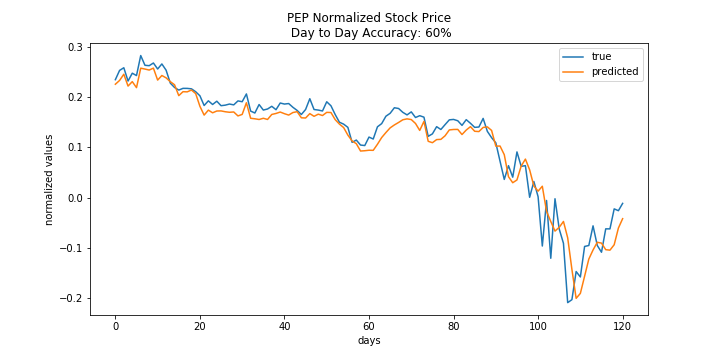 PEP Normalized Stock Price
Day to Day Accuracy: 60%
true
predicted
normalized values
0.3
0.2
0.1
0.0
−0.1
−0.2
0
20
40
60
80
100
120
days